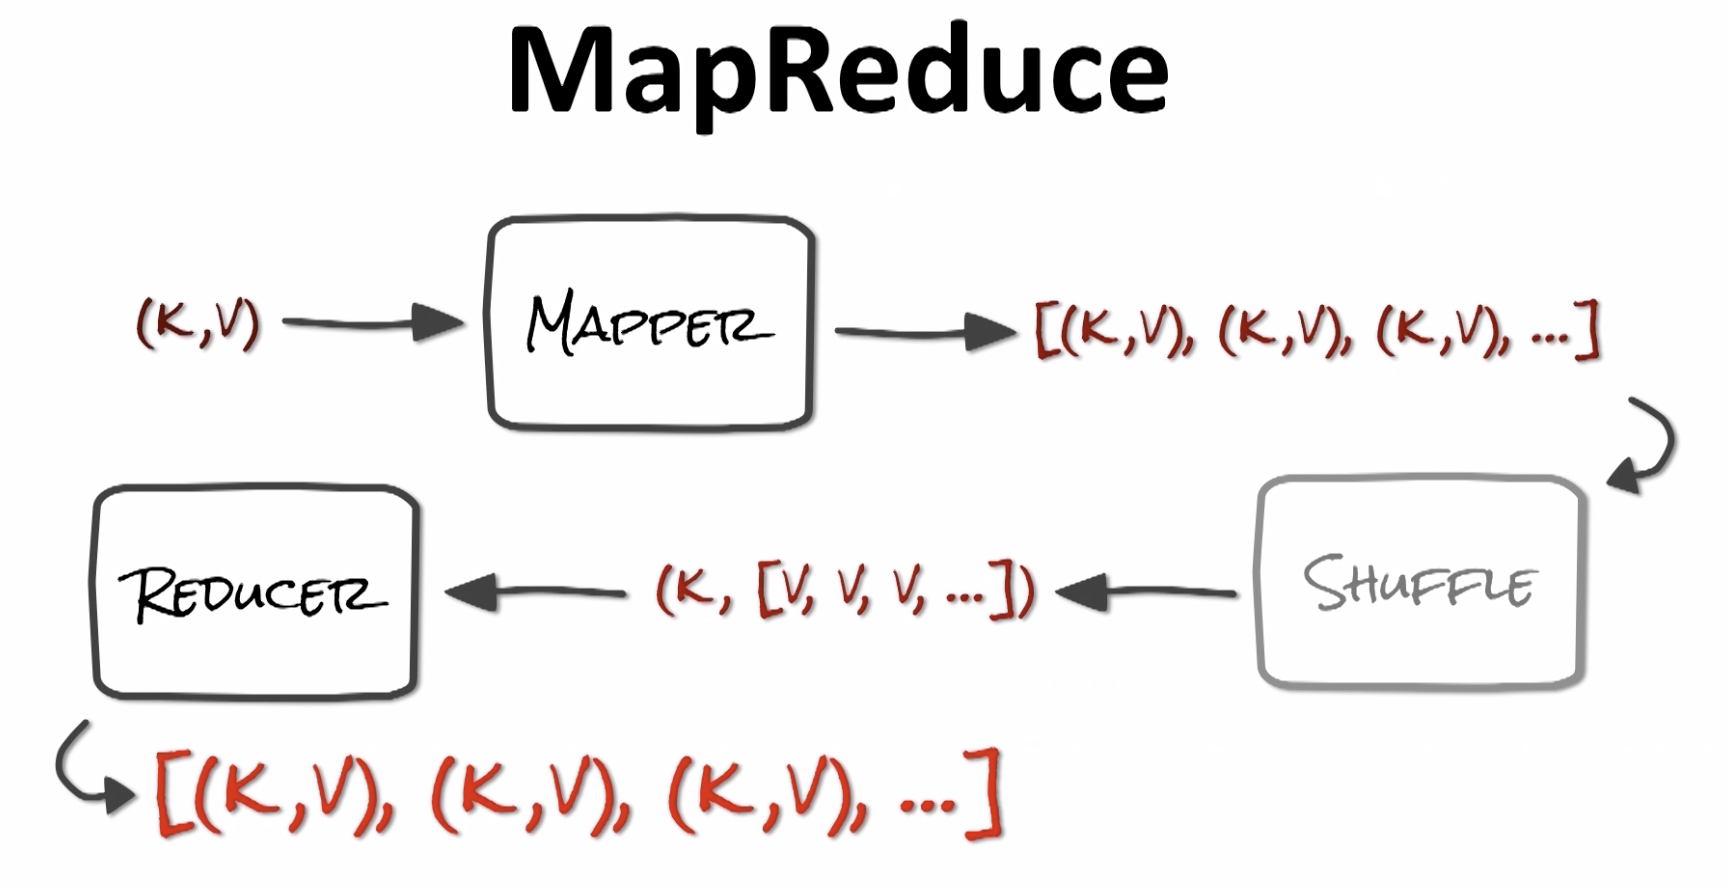 MapReduce
(K,V)
MAPPER
[(K,V), (K,V), (K,V), ...]
SHUFFLE
(K, [V, V, V, ...])
REDUCER
[(K,V), (K,V), (K,V), ...]